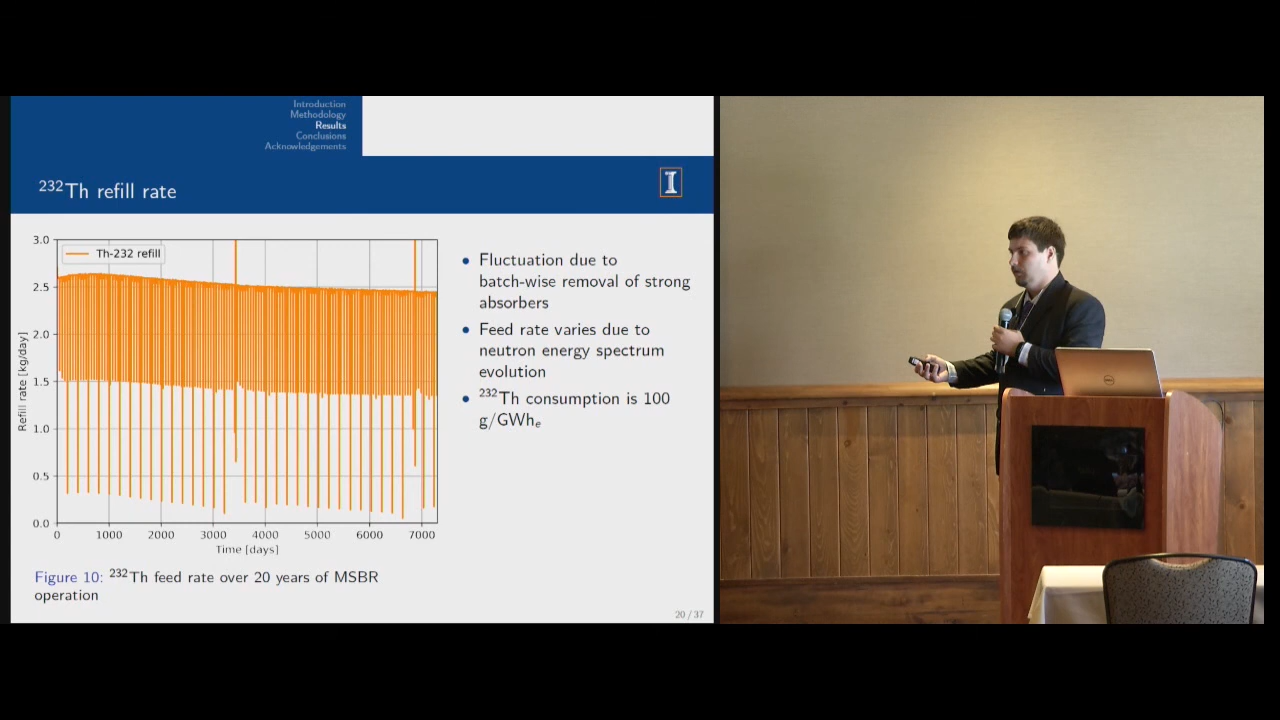 Introduction
Methodology
Results
Conclusions
Acknowledgements
²³²Th refill rate
I
3.0
2.5
2.0
1.5
1.0
0.5
0.0
Refill rate [kg/day]
Th-232 refill
0 1000 2000 3000 4000 5000 6000 7000
Time [days]
Figure 10: ²³²Th feed rate over 20 years of MSBR
operation
• Fluctuation due to
batch-wise removal of strong
absorbers
• Feed rate varies due to
neutron energy spectrum
evolution
• ²³²Th consumption is 100
g/GWhₑ
20 / 37